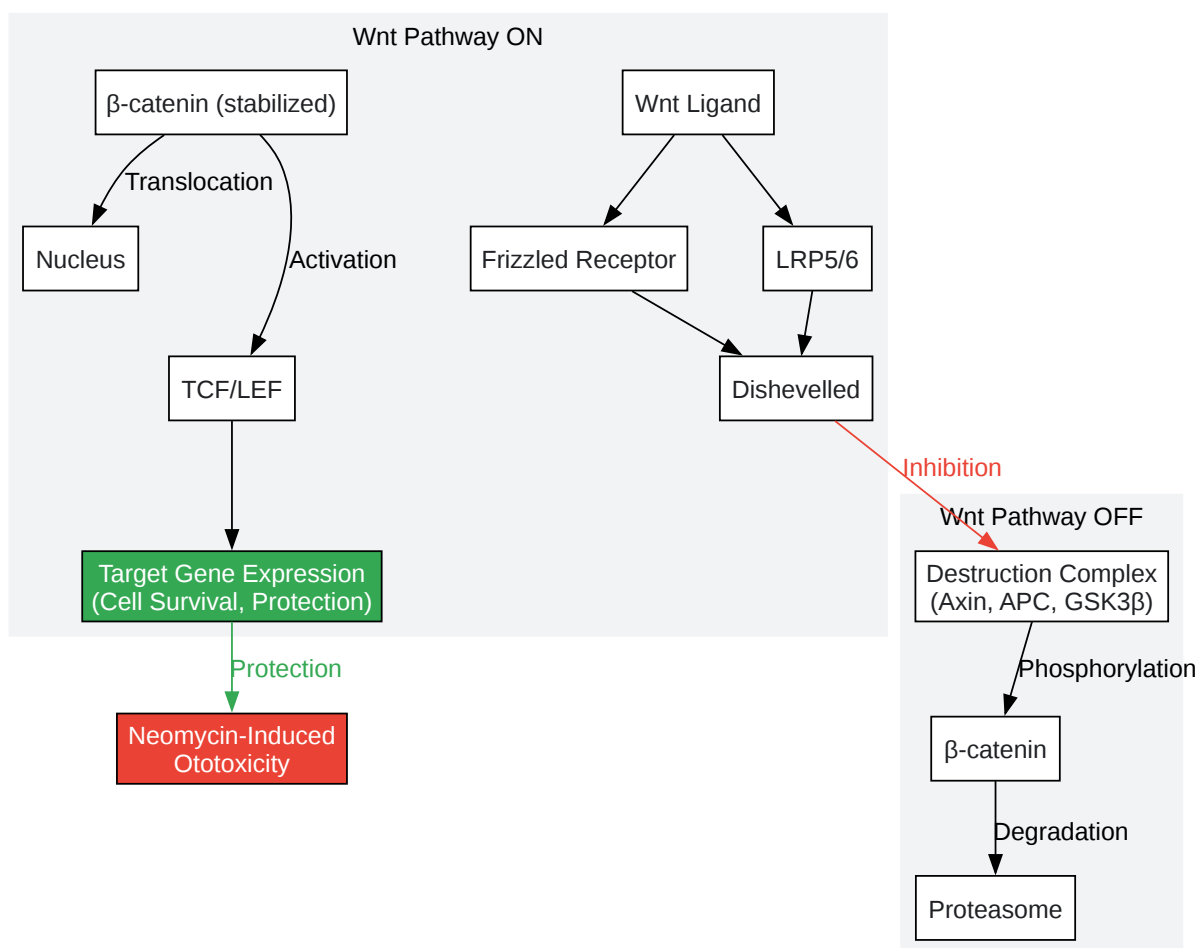 Wnt Pathway ON
β-catenin (stabilized)
Wnt Ligand
Translocation
Nucleus
Activation
Frizzled Receptor
LRP5/6
TCF/LEF
Dishevelled
Inhibition
Wnt Pathway OFF
Target Gene Expression
(Cell Survival, Protection)
Destruction Complex
(Axin, APC, GSK3β)
Protection
Phosphorylation
Neomycin-Induced
Ototoxicity
β-catenin
Degradation
Proteasome